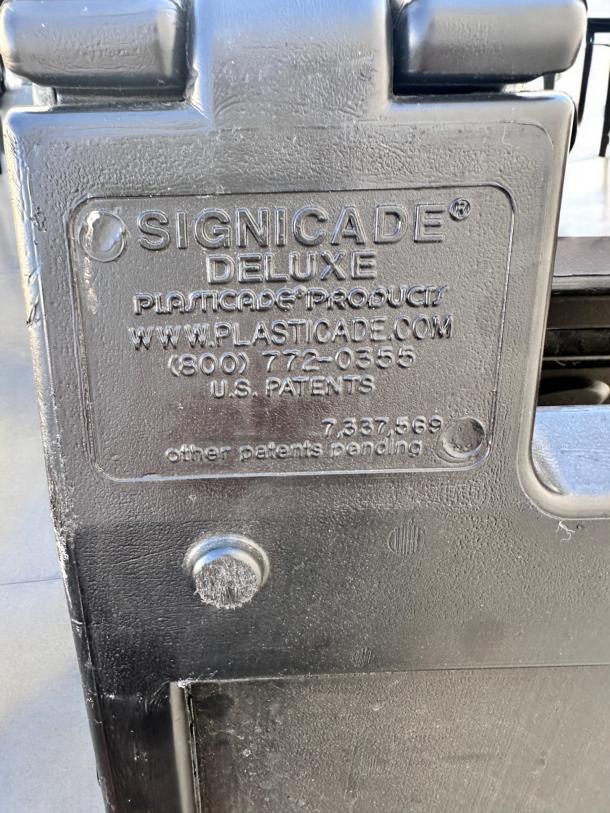 SIGNICADE®
DELUXE
PLASTICADE® PRODUCTS
WWW.PLASTICADE.COM
(800) 772-0355
U.S. PATENTS
7,337,569
other patents pending